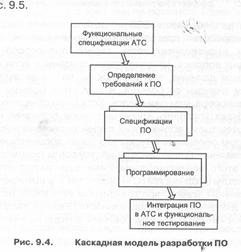 с. 9.5.
Функциональные
спецификации АТС
Определение
требований к ПО
Спецификации
ПО
Программирование
Интеграция ПО
в АТС и функциональ-
ное тестирование
Рис. 9.4. Каскадная модель разработки ПО